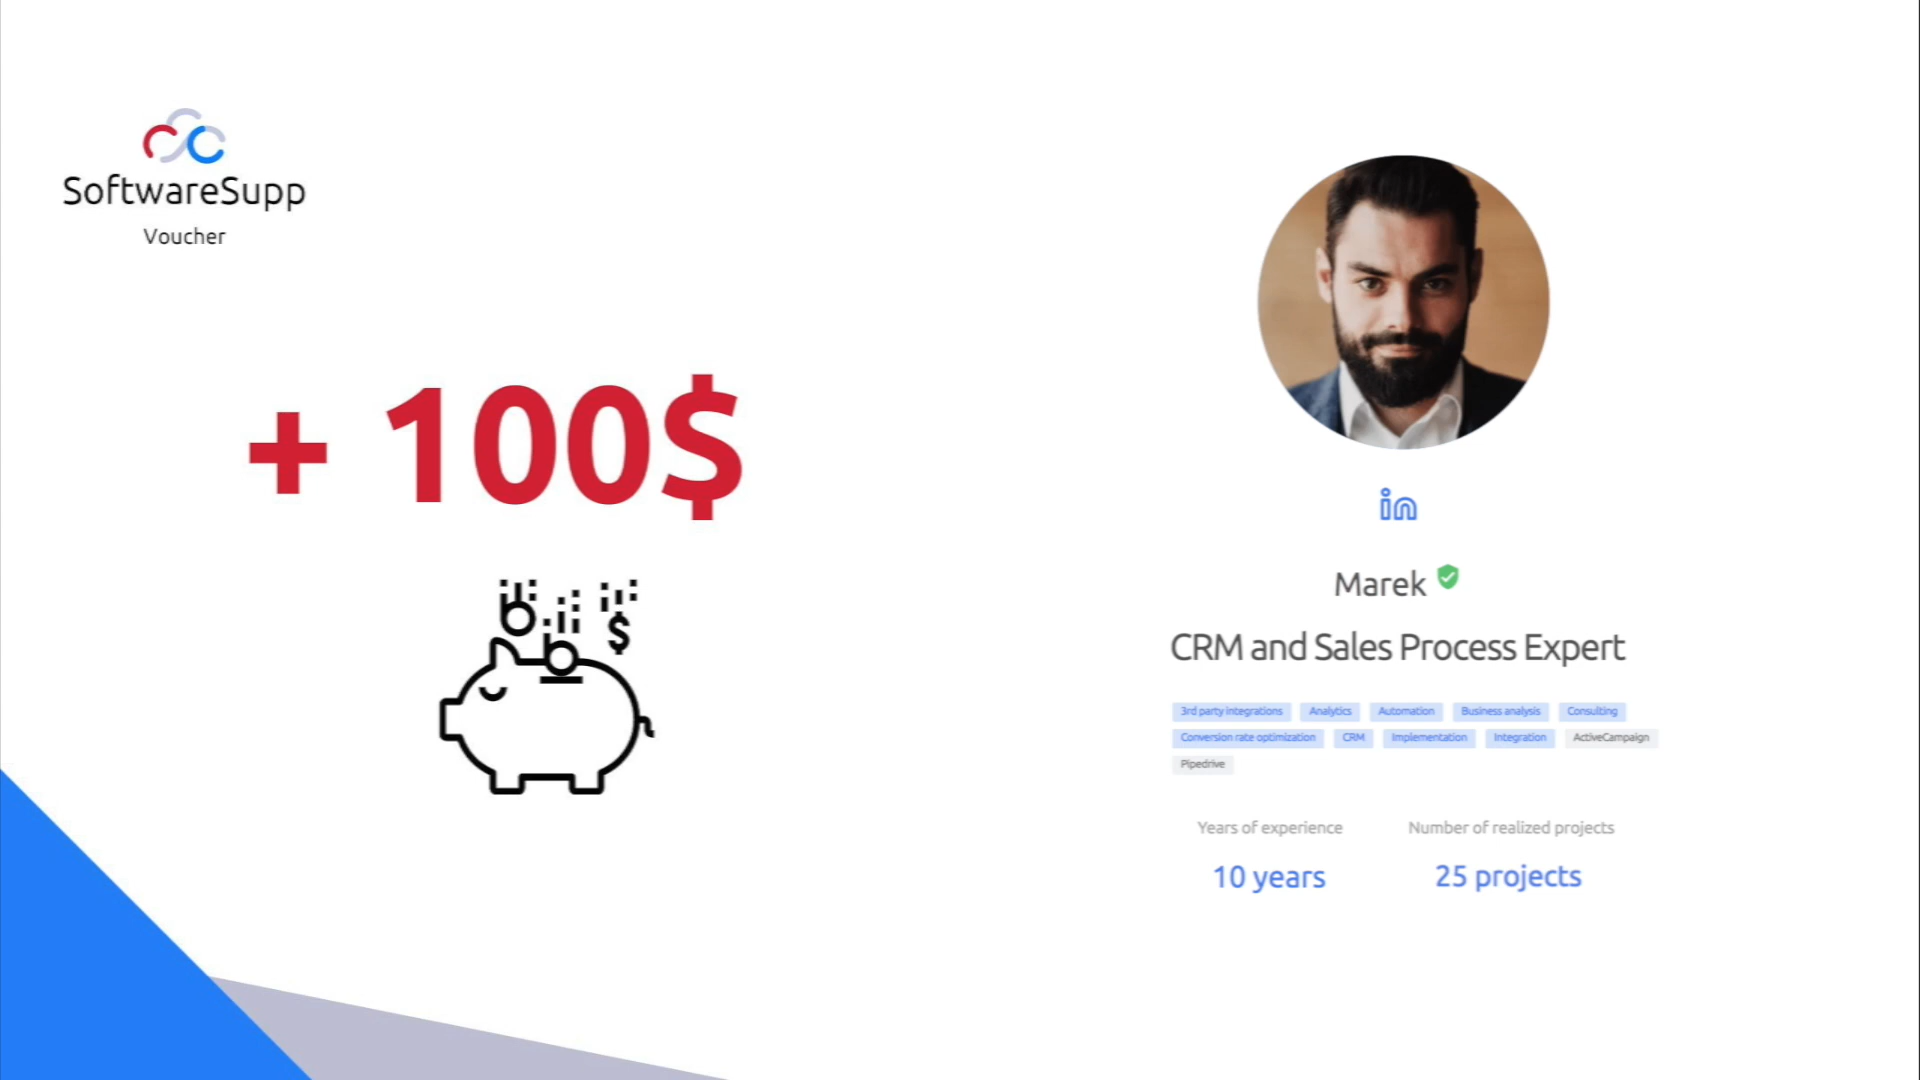 SoftwareSupp
Voucher
+ 100$
$
in
Marek
CRM and Sales Process Expert
3rd party integrations Analytics Automation Business analysis Consulting
Conversion rate optimization CRM Implementation Integration ActiveCampaign
Pipedrive
Years of experience Number of realized projects
10 years 25 projects